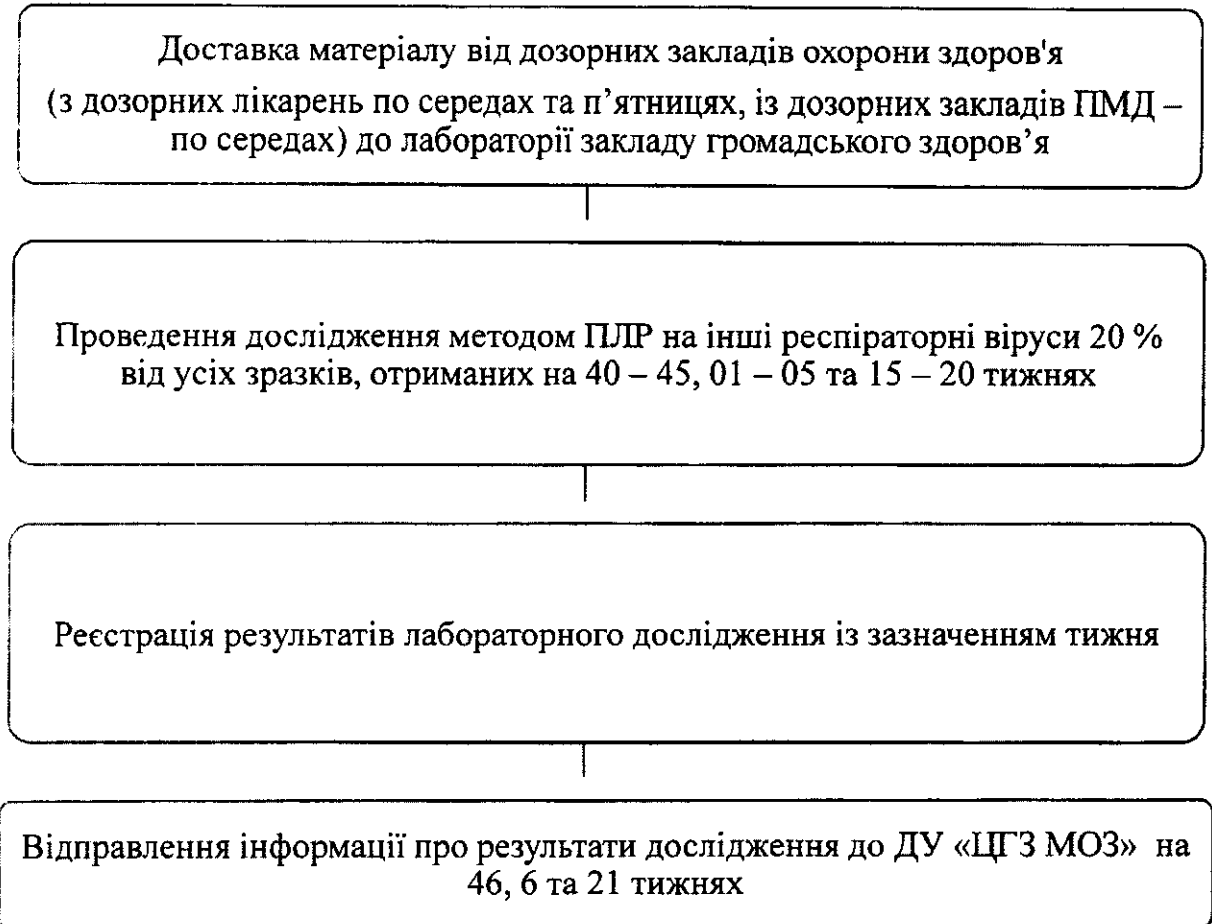 Доставка матеріалу від дозорних закладів охорони здоров'я
(з дозорних лікарень по середах та п’ятницях, із дозорних закладів ПМД –
по середах) до лабораторії закладу громадського здоров’я
Проведення дослідження методом ПЛР на інші респіраторні віруси 20 %
від усіх зразків, отриманих на 40 – 45, 01 – 05 та 15 – 20 тижнях
Реєстрація результатів лабораторного дослідження із зазначенням тижня
Відправлення інформації про результати дослідження до ДУ «ЦГЗ МОЗ» на
46, 6 та 21 тижнях